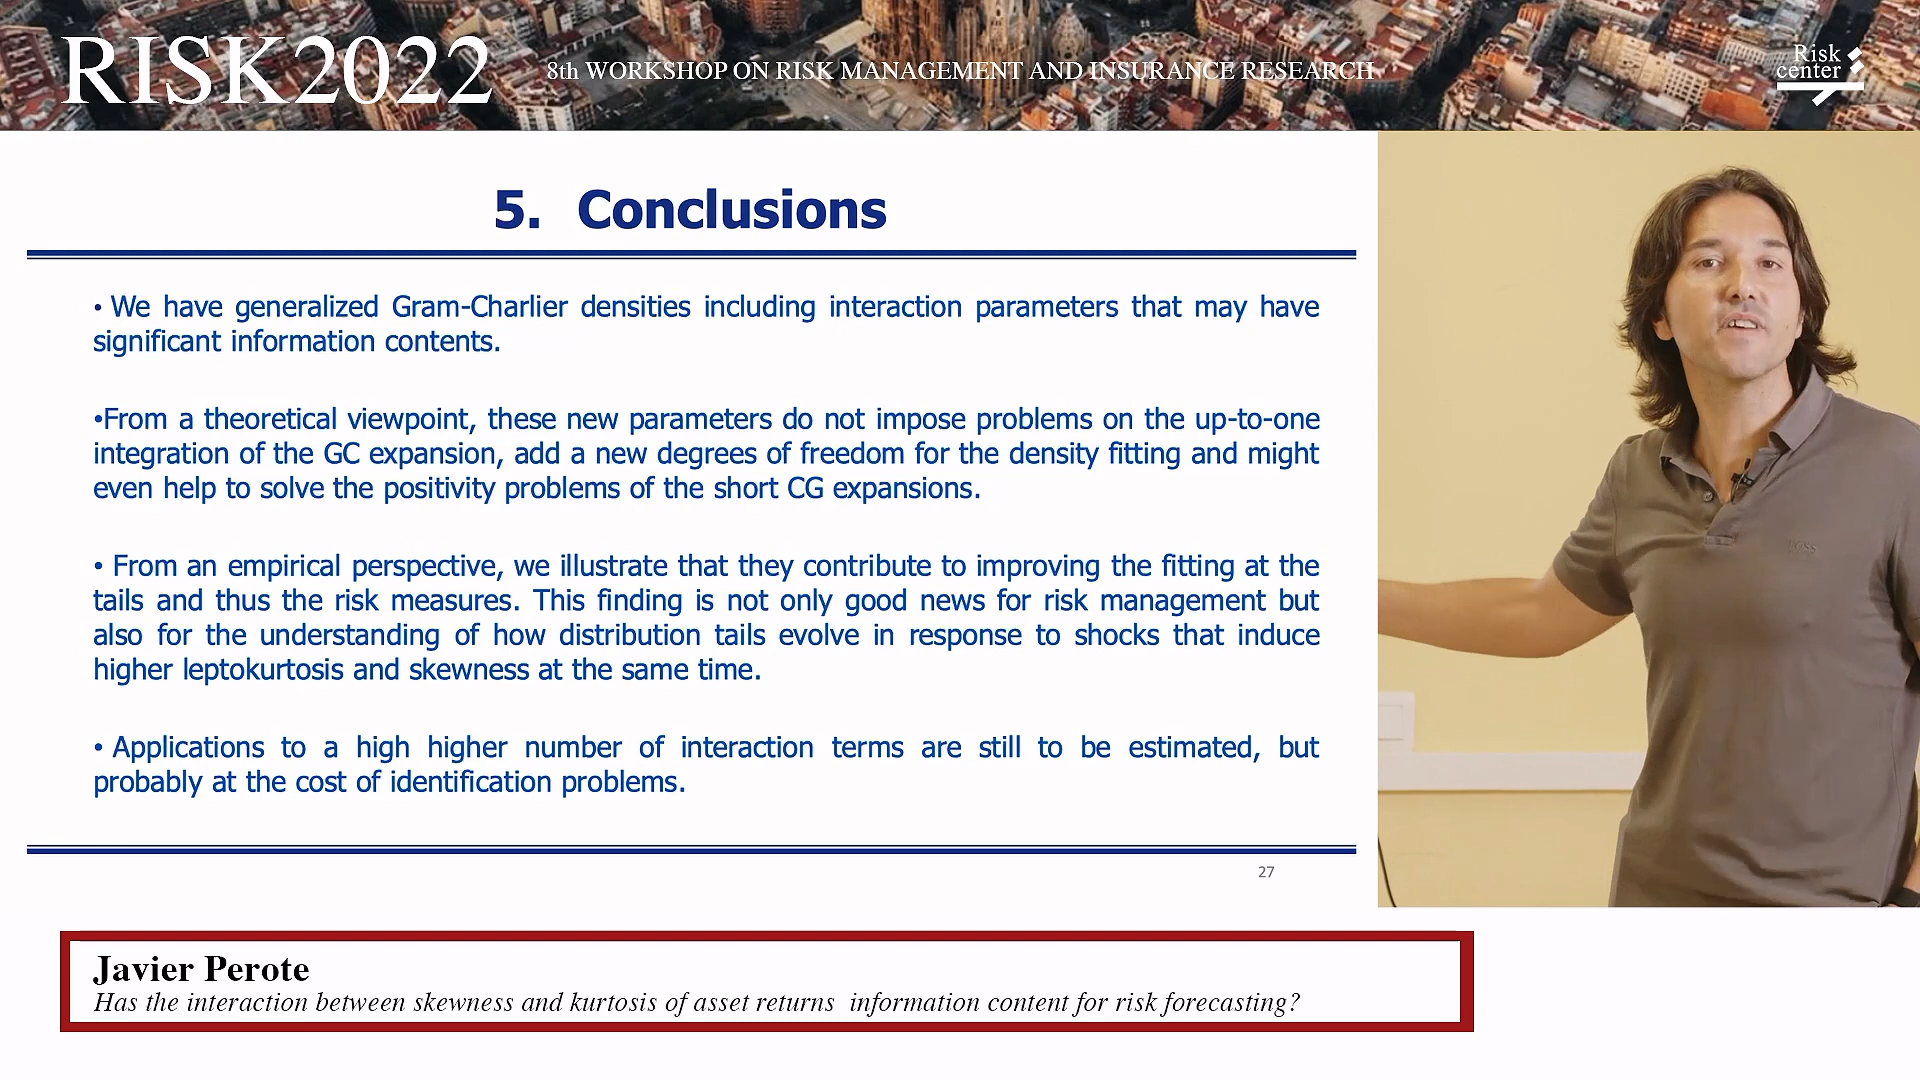 RISK2022
8th WORKSHOP ON RISK MANAGEMENT AND INSURANCE RESEARCH
Risk
center
5. Conclusions
• We have generalized Gram-Charlier densities including interaction parameters that may have
significant information contents.
•From a theoretical viewpoint, these new parameters do not impose problems on the up-to-one
integration of the GC expansion, add a new degrees of freedom for the density fitting and might
even help to solve the positivity problems of the short CG expansions.
• From an empirical perspective, we illustrate that they contribute to improving the fitting at the
tails and thus the risk measures. This finding is not only good news for risk management but
also for the understanding of how distribution tails evolve in response to shocks that induce
higher leptokurtosis and skewness at the same time.
• Applications to a high higher number of interaction terms are still to be estimated, but
probably at the cost of identification problems.
27
Javier Perote
Has the interaction between skewness and kurtosis of asset returns information content for risk forecasting?